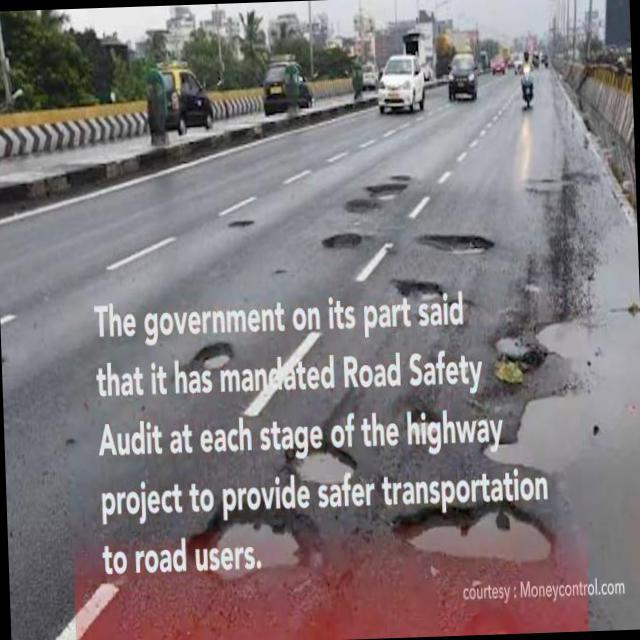 The government on its part said
that it has mandated Road Safety
Audit at each stage of the highway
project to provide safer transportation
to road users.
courtesy : Moneycontrol.com